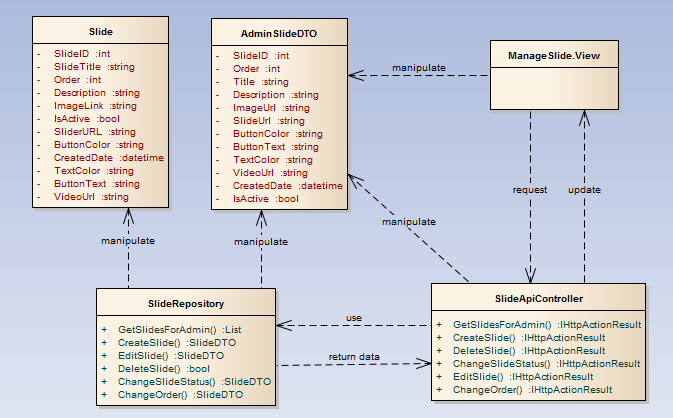 Slide
- SlideID :int
- SlideTitle :string
- Order :int
- Description :string
- ImageLink :string
- IsActive :bool
- SliderURL :string
- ButtonColor :string
- CreatedDate :datetime
- TextColor :string
- ButtonText :string
- VideoUrl :string
AdminSlideDTO
- SlideID :int
- Order :int
- Title :string
- Description :string
- ImageUrl :string
- SlideUrl :string
- ButtonColor :string
- ButtonText :string
- TextColor :string
- VideoUrl :string
- CreatedDate :datetime
- IsActive :bool
manipulate
ManageSlide.View
request
update
manipulate
manipulate
manipulate
SlideRepository
+ GetSlidesForAdmin() :List
+ CreateSlide() :SlideDTO
+ EditSlide() :SlideDTO
+ DeleteSlide() :bool
+ ChangeSlideStatus() :SlideDTO
+ ChangeOrder() :SlideDTO
use
return data
SlideApiController
+ GetSlidesForAdmin() :IHttpActionResult
+ CreateSlide() :IHttpActionResult
+ DeleteSlide() :IHttpActionResult
+ ChangeSlideStatus() :IHttpActionResult
+ EditSlide() :IHttpActionResult
+ ChangeOrder() :IHttpActionResult